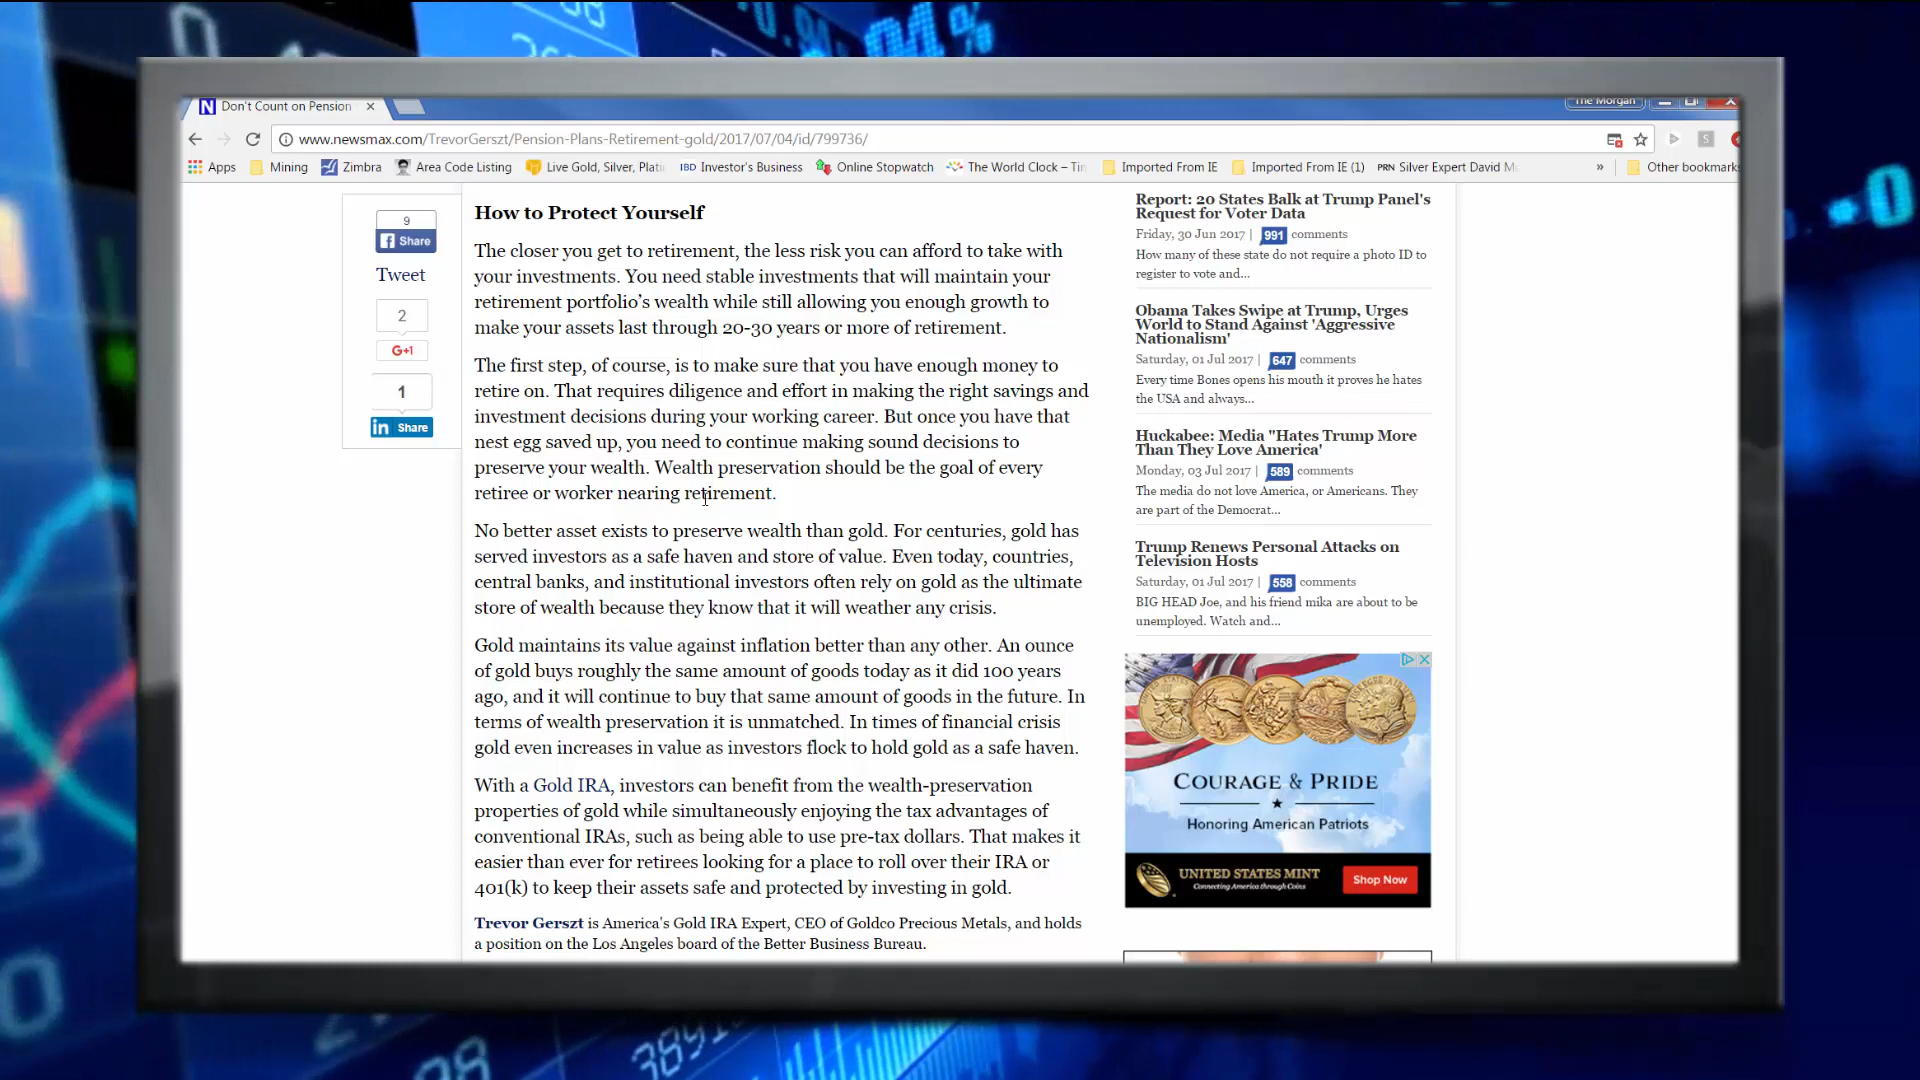 Don't Count on Pension
The Morgan
www.newsmax.com/TrevorGerszt/Pension-Plans-Retirement-gold/2017/07/04/id/799736/
Apps Mining Zimbra Area Code Listing Live Gold, Silver, Plati IBD Investor's Business Online Stopwatch The World Clock – Tin Imported From IE Imported From IE (1) PRN Silver Expert David M » Other bookmarks
9
Share
Tweet
2
G+1
1
in Share
How to Protect Yourself
The closer you get to retirement, the less risk you can afford to take with
your investments. You need stable investments that will maintain your
retirement portfolio’s wealth while still allowing you enough growth to
make your assets last through 20-30 years or more of retirement.
The first step, of course, is to make sure that you have enough money to
retire on. That requires diligence and effort in making the right savings and
investment decisions during your working career. But once you have that
nest egg saved up, you need to continue making sound decisions to
preserve your wealth. Wealth preservation should be the goal of every
retiree or worker nearing retirement.
No better asset exists to preserve wealth than gold. For centuries, gold has
served investors as a safe haven and store of value. Even today, countries,
central banks, and institutional investors often rely on gold as the ultimate
store of wealth because they know that it will weather any crisis.
Gold maintains its value against inflation better than any other. An ounce
of gold buys roughly the same amount of goods today as it did 100 years
ago, and it will continue to buy that same amount of goods in the future. In
terms of wealth preservation it is unmatched. In times of financial crisis
gold even increases in value as investors flock to hold gold as a safe haven.
With a Gold IRA, investors can benefit from the wealth-preservation
properties of gold while simultaneously enjoying the tax advantages of
conventional IRAs, such as being able to use pre-tax dollars. That makes it
easier than ever for retirees looking for a place to roll over their IRA or
401(k) to keep their assets safe and protected by investing in gold.
Trevor Gerszt is America's Gold IRA Expert, CEO of Goldco Precious Metals, and holds
a position on the Los Angeles board of the Better Business Bureau.
Report: 20 States Balk at Trump Panel's
Request for Voter Data
Friday, 30 Jun 2017 | 991 comments
How many of these state do not require a photo ID to
register to vote and...
Obama Takes Swipe at Trump, Urges
World to Stand Against 'Aggressive
Nationalism'
Saturday, 01 Jul 2017 | 647 comments
Every time Bones opens his mouth it proves he hates
the USA and always...
Huckabee: Media "Hates Trump More
Than They Love America'
Monday, 03 Jul 2017 | 589 comments
The media do not love America, or Americans. They
are part of the Democrat...
Trump Renews Personal Attacks on
Television Hosts
Saturday, 01 Jul 2017 | 558 comments
BIG HEAD Joe, and his friend mika are about to be
unemployed. Watch and...
COURAGE & PRIDE
Honoring American Patriots
UNITED STATES MINT
Connecting America through Coins
Shop Now